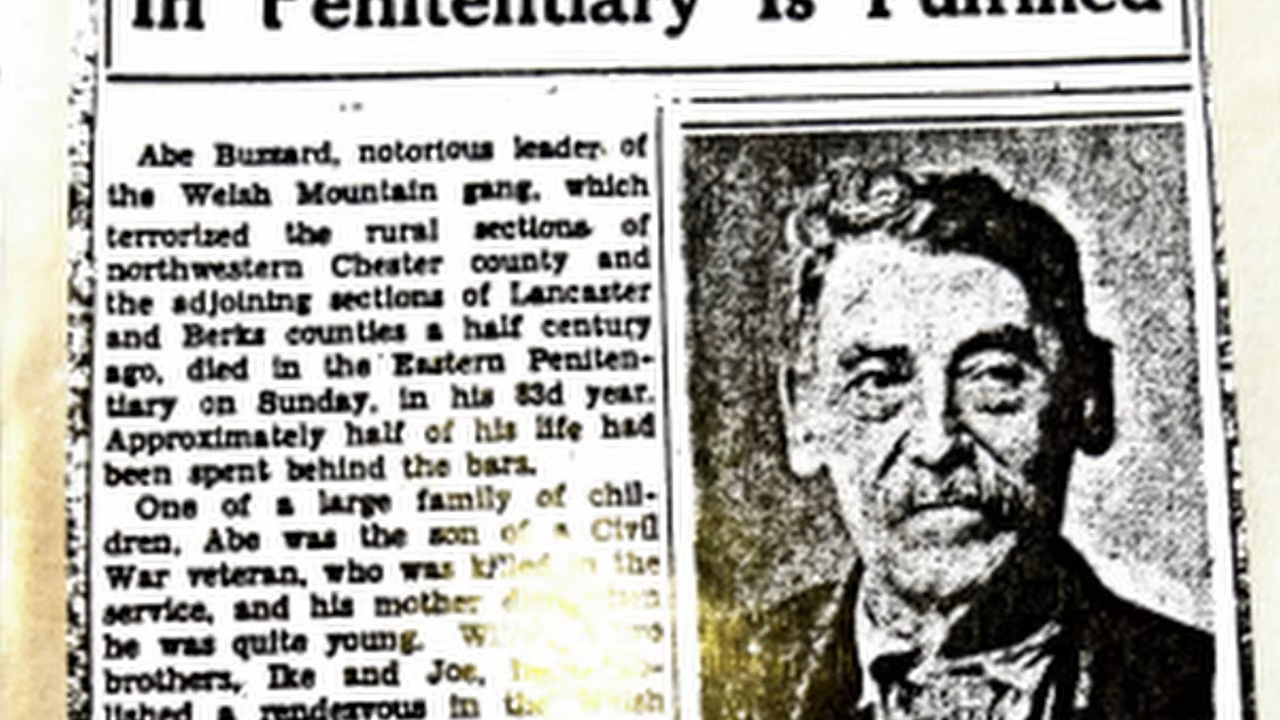 In Penitentiary Is Fulfilled
Abe Buzzard, notorious leader of
the Welsh Mountain gang, which
terrorized the rural sections of
northwestern Chester county and
the adjoining sections of Lancaster
and Berks counties a half century
ago, died in the Eastern Peniten-
tiary on Sunday, in his 83d year.
Approximately half of his life had
been spent behind the bars.
One of a large family of chil-
dren, Abe was the son of a Civil
War veteran, who was killed in the
service, and his mother
he was quite young.
brothers, Ike and Joe,
lished a rendezvous in the Welsh